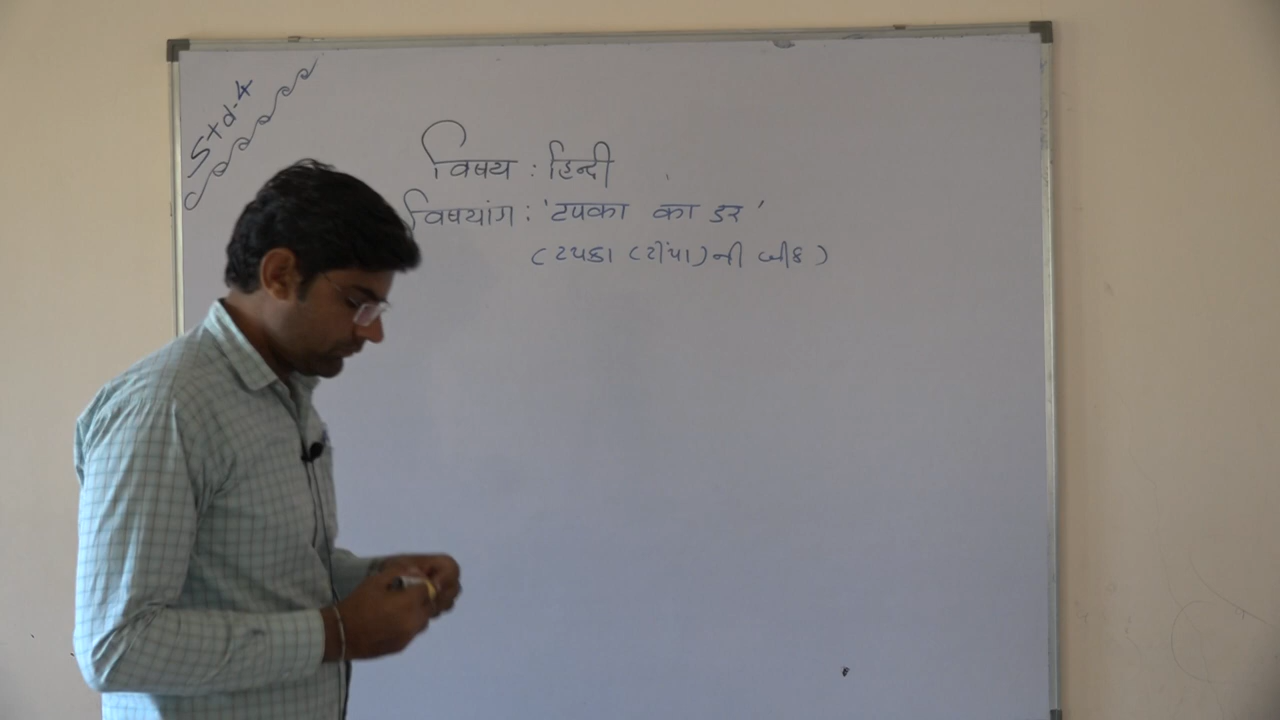 Std-4
विषय : हिन्दी
विषयांग : 'टपका का डर'
(ટપકા (ટીંપા) ની બીક)